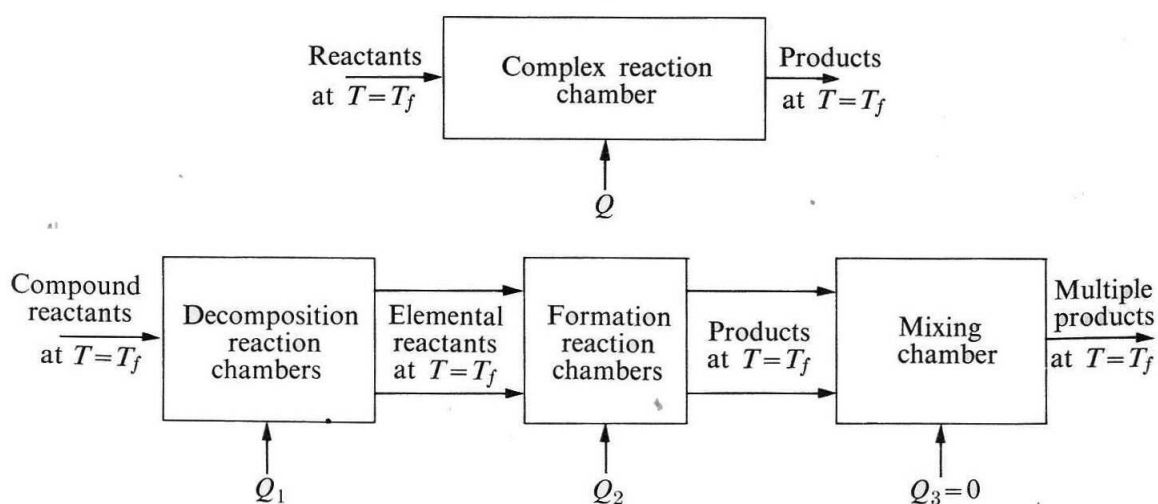 Reactants
at T=T_f
Complex reaction
chamber
Products
at T=T_f
Q
Compound
reactants
at T=T_f
Decomposition
reaction
chambers
Elemental
reactants
at T=T_f
Formation
reaction
chambers
Products
at T=T_f
Mixing
chamber
Multiple
products
at T=T_f
Q_1
Q_2
Q_3=0